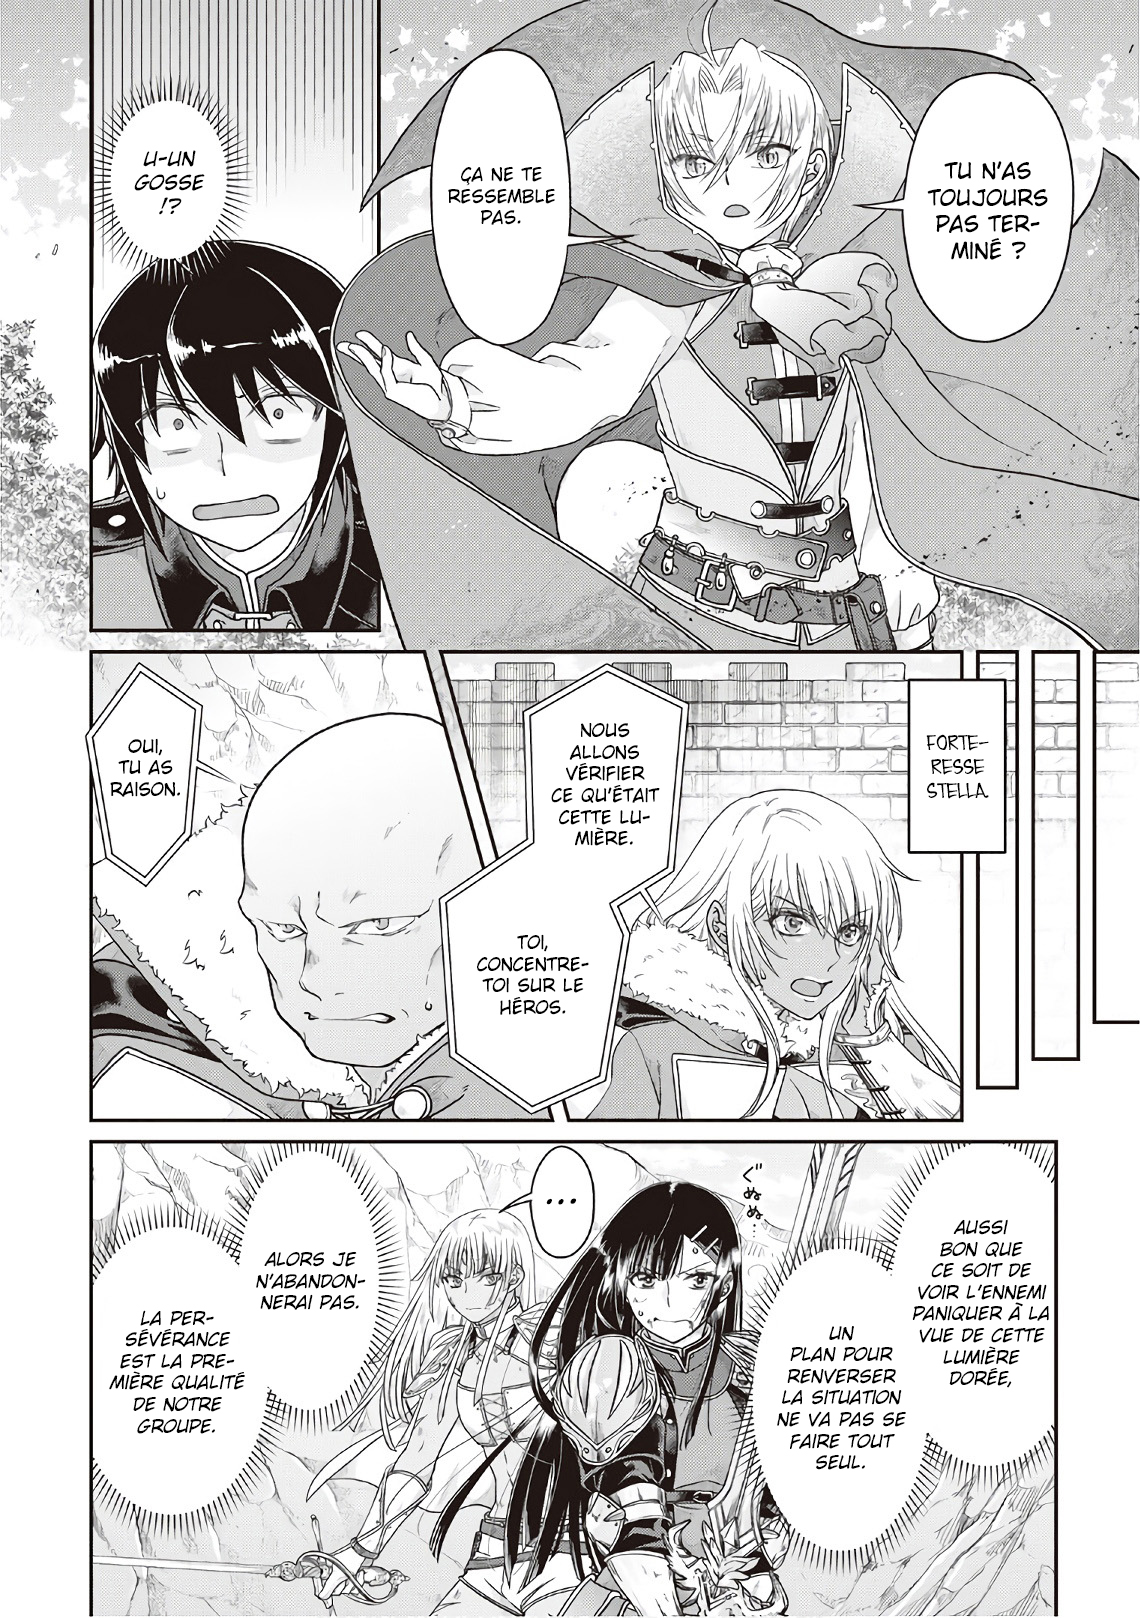 TU N'AS
TOUJOURS
PAS TER-
MINÉ ?
ÇA NE TE
RESSEMBLE
PAS.
U-UN
GOSSE
!?
FORTE-
RESSE
STELLA.
NOUS
ALLONS
VÉRIFIER
CE QU'ÉTAIT
CETTE LU-
MIÈRE.
TOI,
CONCENTRE-
TOI SUR LE
HÉROS.
OUI,
TU AS
RAISON.
AUSSI
BON QUE
CE SOIT DE
VOIR L'ENNEMI
PANIQUER À LA
VUE DE CETTE
LUMIÈRE
DORÉE,
UN
PLAN POUR
RENVERSER
LA SITUATION
NE VA PAS SE
FAIRE TOUT
SEUL.
ぐぬぬ…
...
ALORS JE
N'ABANDON-
NERAI PAS.
LA PER-
SÉVÉRANCE
EST LA PRE-
MIÈRE QUALITÉ
DE NOTRE
GROUPE.